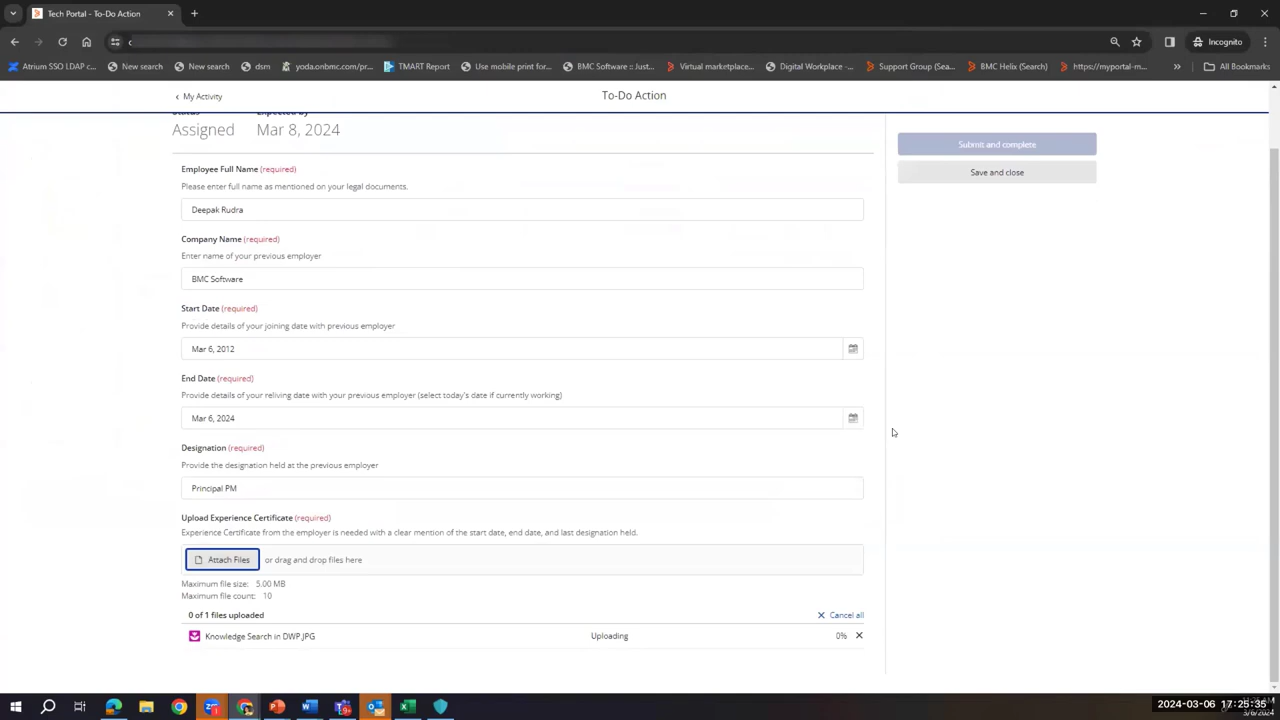 Tech Portal - To-Do Action
Incognito
Atrium SSO LDAP c...
New search
New search
dsm
yoda.onbmc.com/pr...
TMART Report
Use mobile print for...
BMC Software :: Just...
Virtual marketplace...
Digital Workplace -...
Support Group (Sea...
BMC Helix (Search)
https://myportal-m...
»
All Bookmarks
My Activity
To-Do Action
Status Expected by
Assigned Mar 8, 2024
Submit and complete
Save and close
Employee Full Name (required)
Please enter full name as mentioned on your legal documents.
Deepak Rudra
Company Name (required)
Enter name of your previous employer
BMC Software
Start Date (required)
Provide details of your joining date with previous employer
Mar 6, 2012
End Date (required)
Provide details of your reliving date with your previous employer (select today's date if currently working)
Mar 6, 2024
Designation (required)
Provide the designation held at the previous employer
Principal PM
Upload Experience Certificate (required)
Experience Certificate from the employer is needed with a clear mention of the start date, end date, and last designation held.
Attach Files or drag and drop files here
Maximum file size: 5.00 MB
Maximum file count: 10
0 of 1 files uploaded Cancel all
Knowledge Search in DWP.JPG Uploading 0%
2024-03-06 17:25:35
3/6/2024